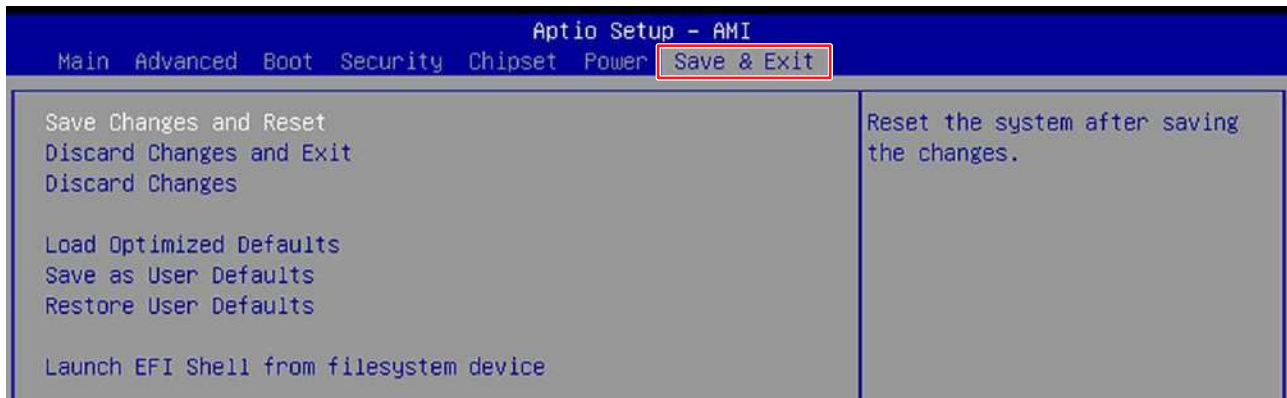 Aptio Setup – AMI
Main Advanced Boot Security Chipset Power Save & Exit
Save Changes and Reset
Discard Changes and Exit
Discard Changes
Load Optimized Defaults
Save as User Defaults
Restore User Defaults
Launch EFI Shell from filesystem device
Reset the system after saving
the changes.